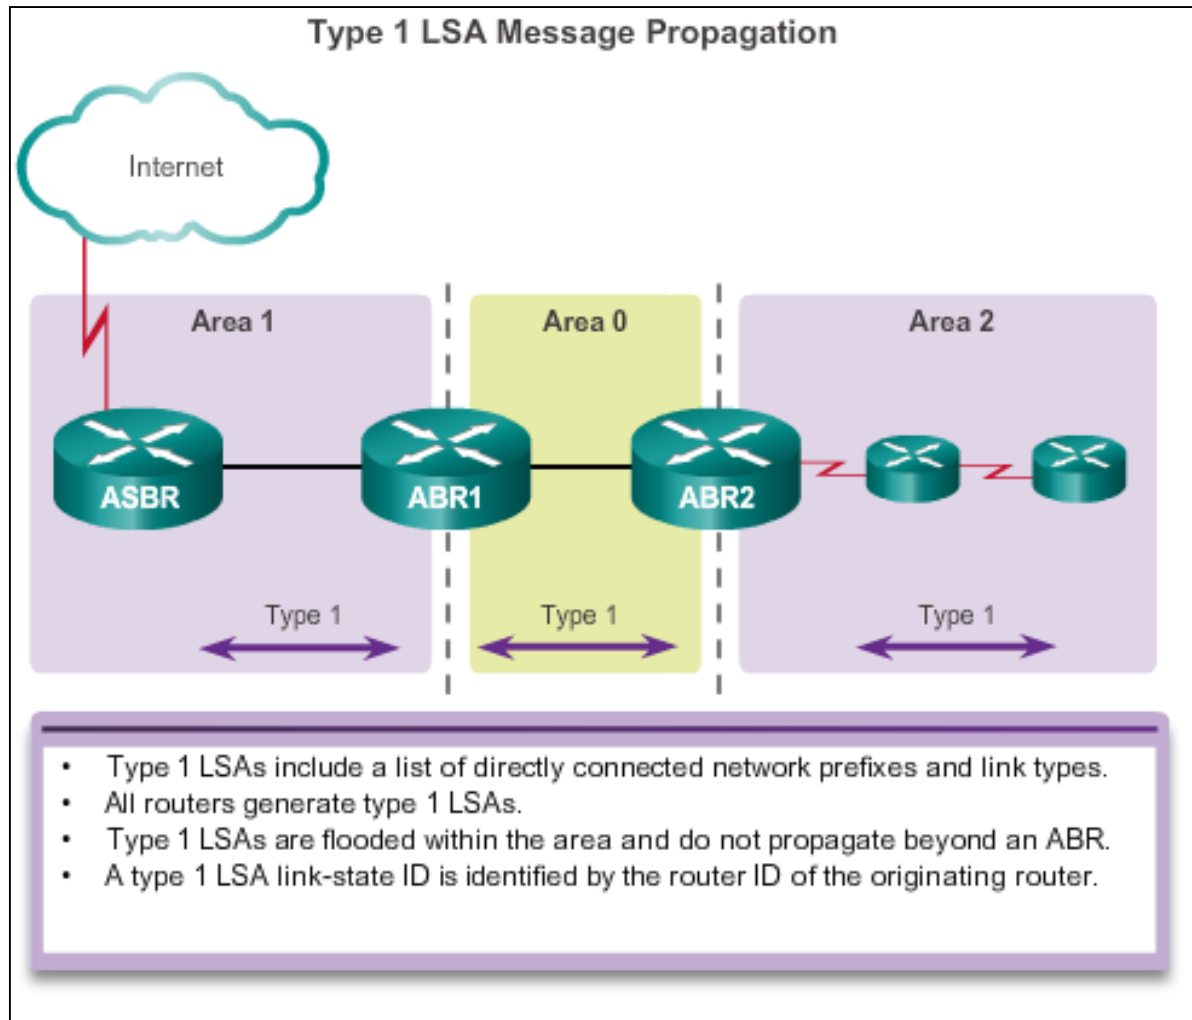 Type 1 LSA Message Propagation
Internet
Area 1
Area 0
Area 2
ASBR
ABR1
ABR2
Type 1
Type 1
Type 1
• Type 1 LSAs include a list of directly connected network prefixes and link types.
• All routers generate type 1 LSAs.
• Type 1 LSAs are flooded within the area and do not propagate beyond an ABR.
• A type 1 LSA link-state ID is identified by the router ID of the originating router.